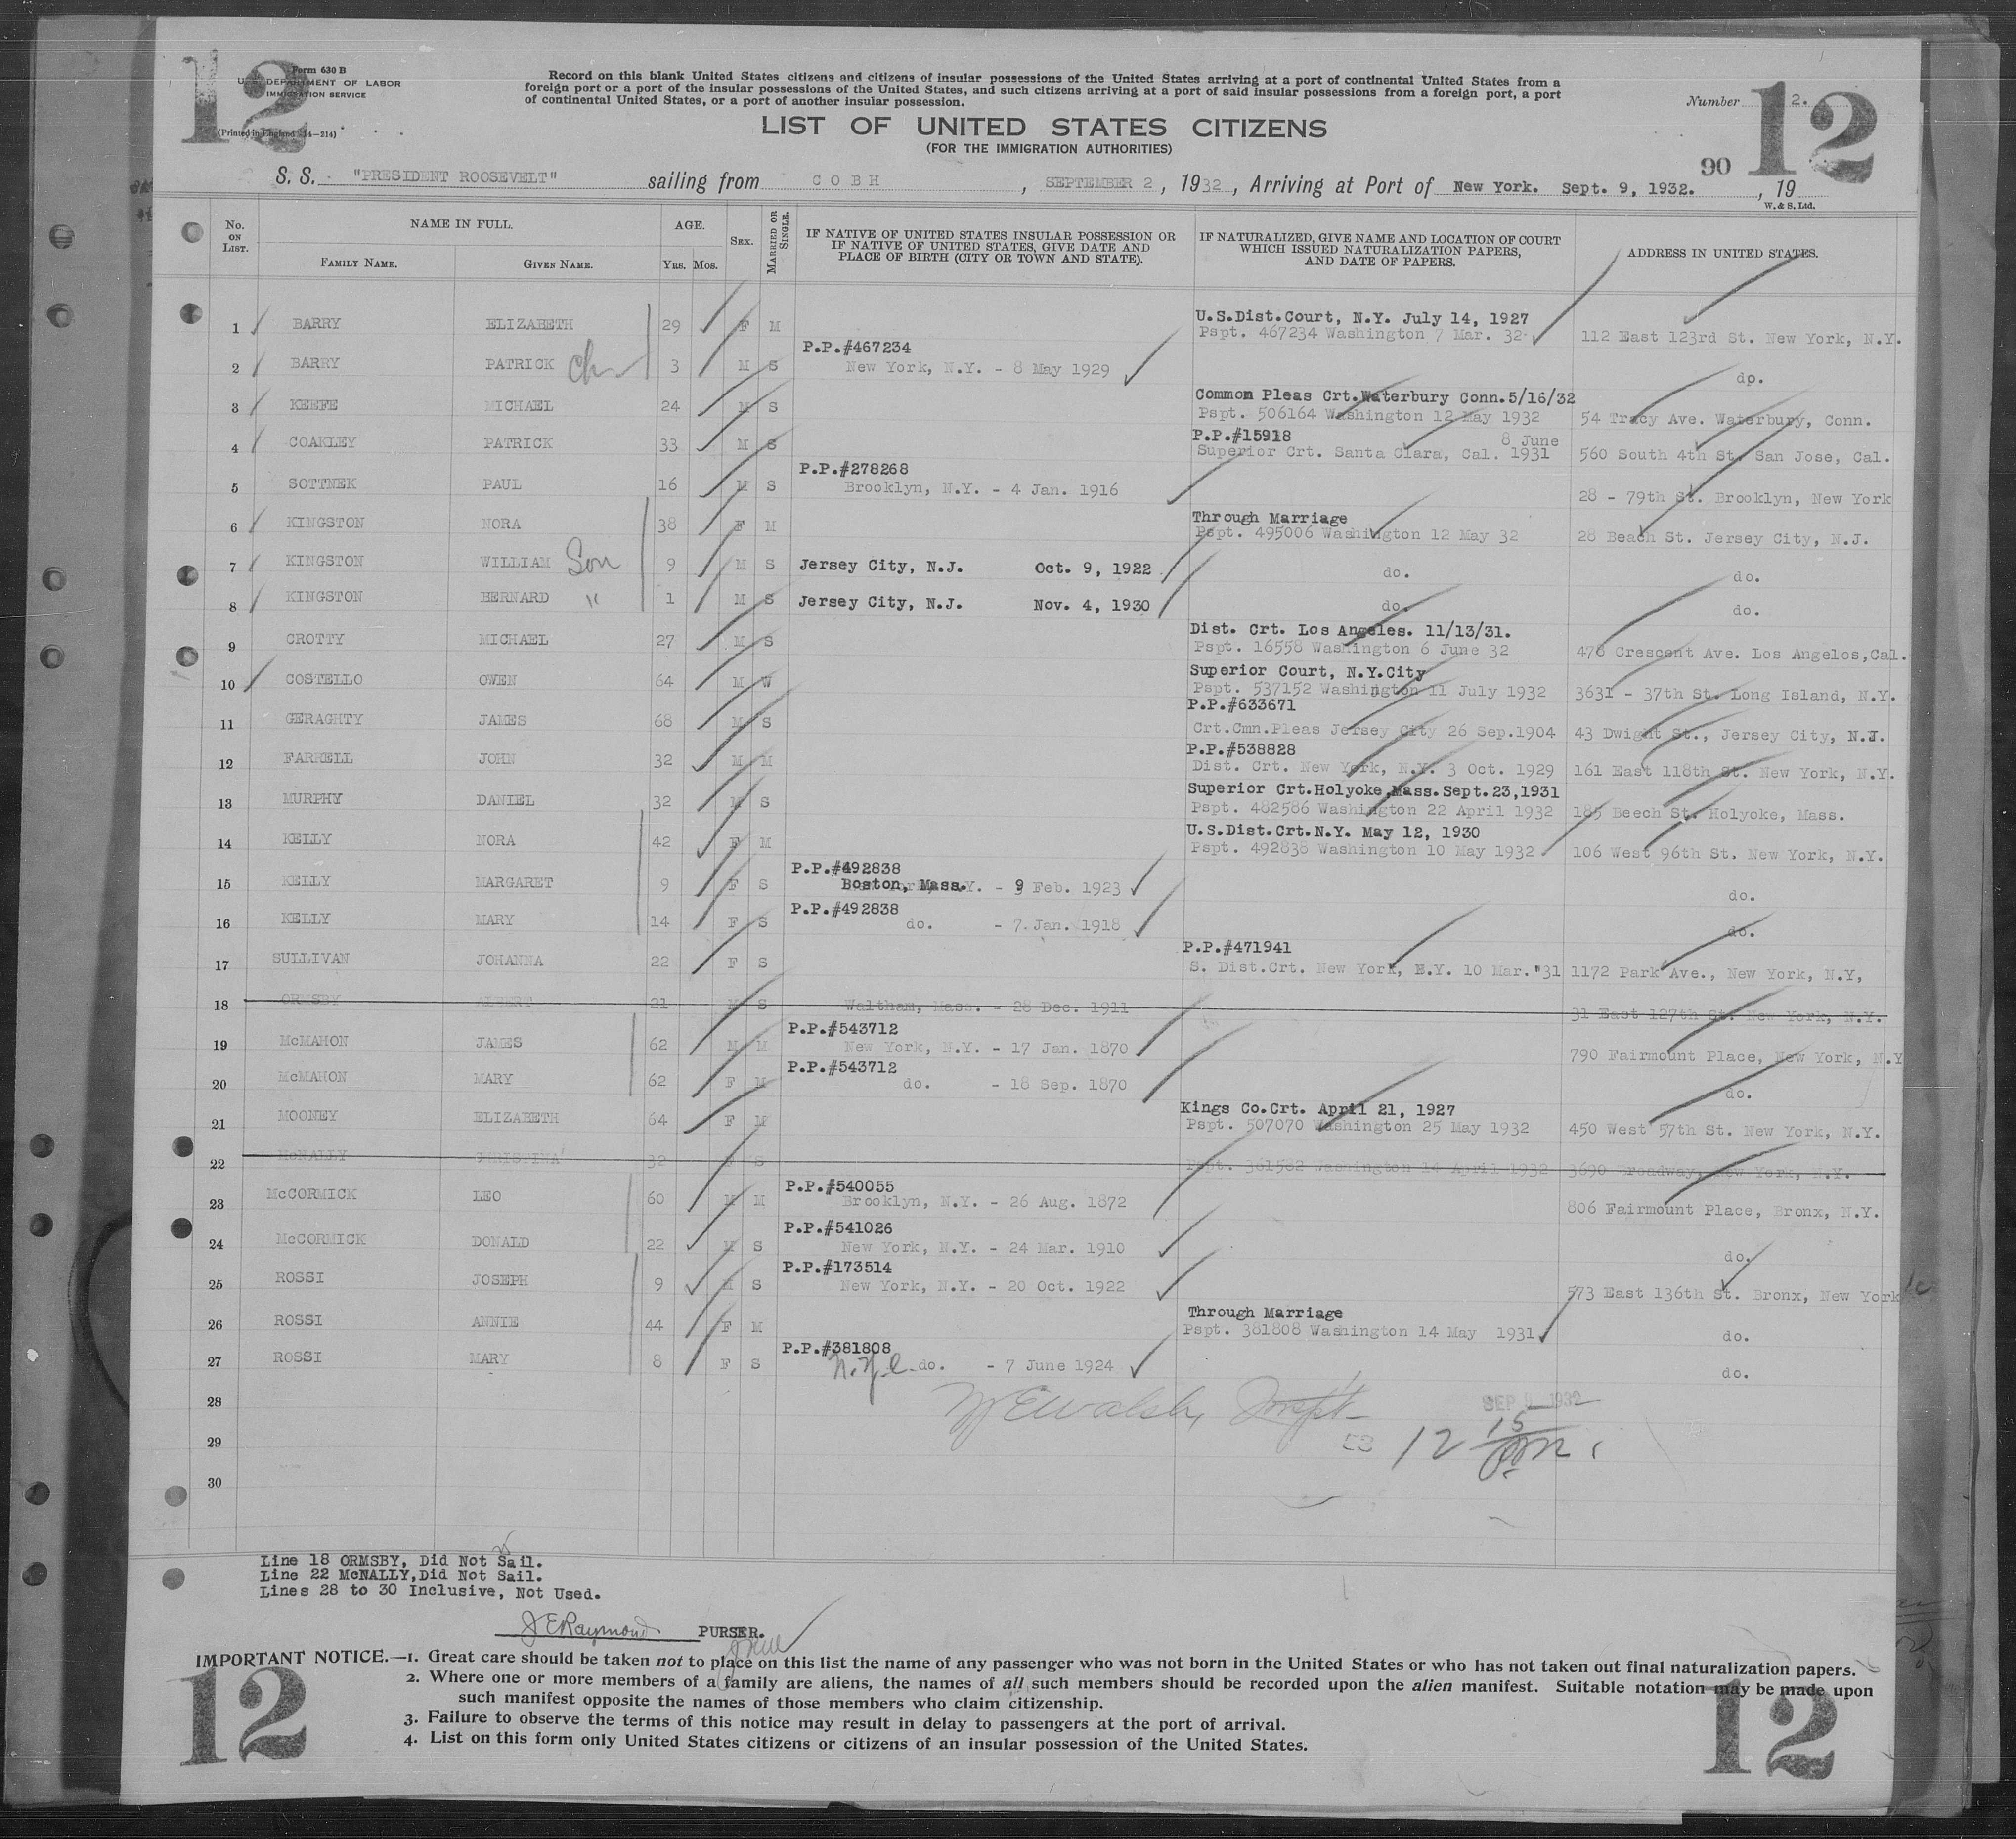 12
12
Form 630 B
U. S. DEPARTMENT OF LABOR
IMMIGRATION SERVICE
(Printed in England 14-214)
Record on this blank United States citizens and citizens of insular possessions of the United States arriving at a port of continental United States from a
foreign port or a port of the insular possessions of the United States, and such citizens arriving at a port of said insular possessions from a foreign port, a port
of continental United States, or a port of another insular possession.
Number 2.
LIST OF UNITED STATES CITIZENS
(FOR THE IMMIGRATION AUTHORITIES)
90
S. S. "PRESIDENT ROOSEVELT" sailing from COBH, SEPTEMBER 2, 1932, Arriving at Port of New York. Sept. 9, 1932., 19
W. & S. Ltd.
No. ON LIST. NAME IN FULL. FAMILY NAME. GIVEN NAME. AGE. Yrs. Mos. SEX. MARRIED OR SINGLE. IF NATIVE OF UNITED STATES INSULAR POSSESSION OR IF NATIVE OF UNITED STATES, GIVE DATE AND PLACE OF BIRTH (CITY OR TOWN AND STATE). IF NATURALIZED, GIVE NAME AND LOCATION OF COURT WHICH ISSUED NATURALIZATION PAPERS, AND DATE OF PAPERS. ADDRESS IN UNITED STATES.
1 BARRY ELIZABETH 29 F M U.S.Dist.Court, N.Y. July 14, 1927 Pspt. 467234 Washington 7 Mar. 32. 112 East 123rd St. New York, N.Y.
2 BARRY PATRICK ch 3 M S P.P.#467234 New York, N.Y. - 8 May 1929 do.
3 KEEFE MICHAEL 24 M S Common Pleas Crt.Waterbury Conn.5/16/32 Pspt. 506164 Washington 12 May 1932 54 Tracy Ave. Waterbury, Conn.
4 COAKLEY PATRICK 33 M S P.P.#15918 8 June Superior Crt. Santa Clara, Cal. 1931 560 South 4th St. San Jose, Cal.
5 SOTTNEK PAUL 16 M S P.P.#278268 Brooklyn, N.Y. - 4 Jan. 1916 28 - 79th St. Brooklyn, New York
6 KINGSTON NORA 38 F M Through Marriage Pspt. 495006 Washington 12 May 32 28 Beach St. Jersey City, N.J.
7 KINGSTON WILLIAM Son 9 M S Jersey City, N.J. Oct. 9, 1922 do. do.
8 KINGSTON BERNARD " 1 M S Jersey City, N.J. Nov. 4, 1930 do. do.
9 CROTTY MICHAEL 27 M S Dist. Crt. Los Angeles. 11/13/31. Pspt. 16558 Washington 6 June 32 478 Crescent Ave. Los Angelos,Cal.
10 COSTELLO OWEN 64 M W Superior Court, N.Y.City Pspt. 537152 Washington 11 July 1932 3631 - 37th St. Long Island, N.Y.
11 GERAGHTY JAMES 68 M S P.P.#633671 Crt.Cmn.Pleas Jersey City 26 Sep.1904 43 Dwight St., Jersey City, N.J.
12 FARRELL JOHN 32 M M P.P.#538828 Dist. Crt. New York, N.Y. 3 Oct. 1929 161 East 118th St. New York, N.Y.
13 MURPHY DANIEL 32 M S Superior Crt.Holyoke,Mass.Sept.23,1931 Pspt. 482586 Washington 22 April 1932 185 Beech St. Holyoke, Mass.
14 KELLY NORA 42 F M U.S.Dist.Crt.N.Y. May 12, 1930 Pspt. 492838 Washington 10 May 1932 106 West 96th St. New York, N.Y.
15 KELLY MARGARET 9 F S P.P.#492838 Boston, Mass. - 9 Feb. 1923 do.
16 KELLY MARY 14 F S P.P.#492838 do. - 7 Jan. 1918 do.
17 SULLIVAN JOHANNA 22 F S P.P.#471941 S. Dist.Crt. New York, E.Y. 10 Mar.'31 1172 Park Ave., New York, N.Y,
18 ORMSBY ALBERT 21 M S Waltham, Mass. - 28 Dec. 1911 31 East 127th St. New York, N.Y.
19 McMAHON JAMES 62 M M P.P.#543712 New York, N.Y. - 17 Jan. 1870 790 Fairmount Place, New York, N.Y
20 McMAHON MARY 62 F M P.P.#543712 do. - 18 Sep. 1870 do.
21 MOONEY ELIZABETH 64 F M Kings Co.Crt. April 21, 1927 Pspt. 507070 Washington 25 May 1932 450 West 57th St. New York, N.Y.
22 McNALLY CHRISTINA 32 F S Pspt. 361582 Washington 14 April 1932 3690 Broadway, New York, N.Y.
23 McCORMICK LEO 60 M M P.P.#540055 Brooklyn, N.Y. - 26 Aug. 1872 806 Fairmount Place, Bronx, N.Y.
24 McCORMICK DONALD 22 M S P.P.#541026 New York, N.Y. - 24 Mar. 1910 do.
25 ROSSI JOSEPH 9 M S P.P.#173514 New York, N.Y. - 20 Oct. 1922 573 East 136th St. Bronx, New York
26 ROSSI ANNIE 44 F M Through Marriage Pspt. 381808 Washington 14 May 1931 do.
27 ROSSI MARY 8 F S P.P.#381808 N.Y.C. do. - 7 June 1924 do.
28 WEWalsh, Inspt. SEP 1932
29 53 12 15 pm.
30
Line 18 ORMSBY, Did Not Sail.
Line 22 McNALLY,Did Not Sail.
Lines 28 to 30 Inclusive, Not Used.
JERaymond PURSER.
IMPORTANT NOTICE.—1. Great care should be taken not to place on this list the name of any passenger who was not born in the United States or who has not taken out final naturalization papers.
2. Where one or more members of a family are aliens, the names of all such members should be recorded upon the alien manifest. Suitable notation may be made upon
such manifest opposite the names of those members who claim citizenship.
3. Failure to observe the terms of this notice may result in delay to passengers at the port of arrival.
4. List on this form only United States citizens or citizens of an insular possession of the United States.
12
12